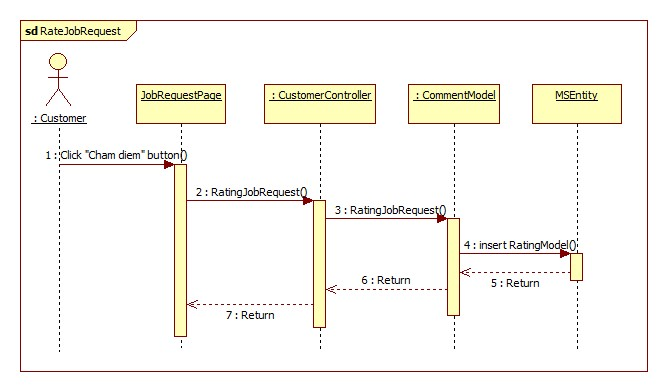 sd RateJobRequest
: Customer
JobRequestPage
: CustomerController
: CommentModel
MSEntity
1 : Click "Cham diem" button()
2 : RatingJobRequest()
3 : RatingJobRequest()
4 : insert RatingModel()
5 : Return
6 : Return
7 : Return